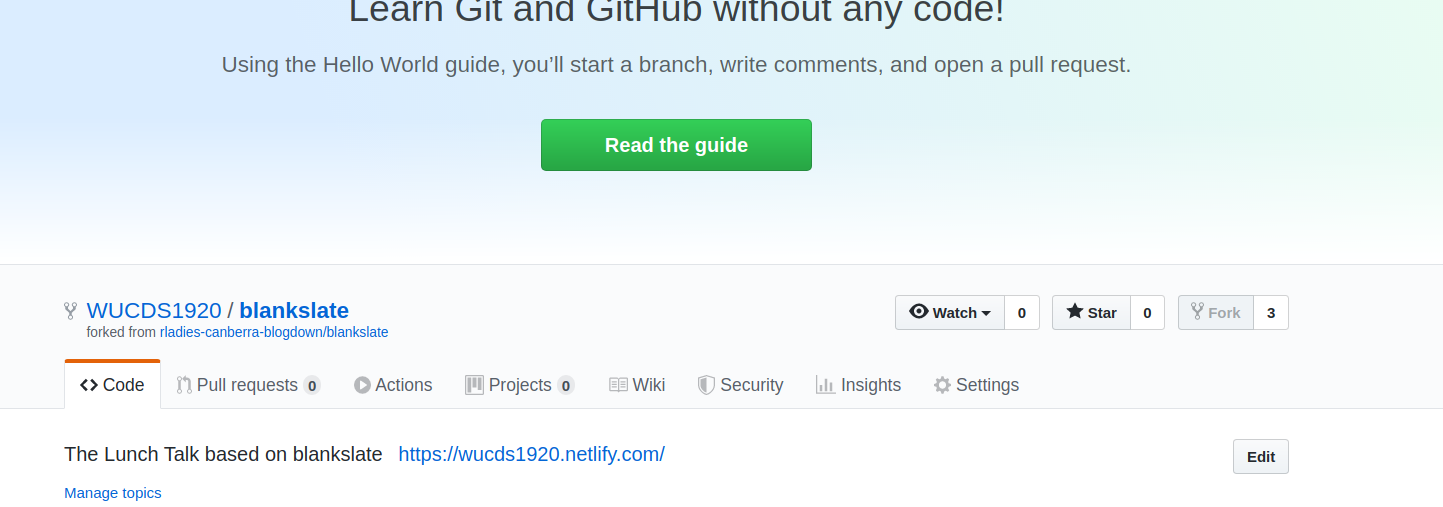 Learn Git and GitHub without any code!
Using the Hello World guide, you’ll start a branch, write comments, and open a pull request.
Read the guide
WUCDS1920 / blankslate
Watch 0 Star 0 Fork 3
forked from rladies-canberra-blogdown/blankslate
Code Pull requests 0 Actions Projects 0 Wiki Security Insights Settings
The Lunch Talk based on blankslate https://wucds1920.netlify.com/
Edit
Manage topics